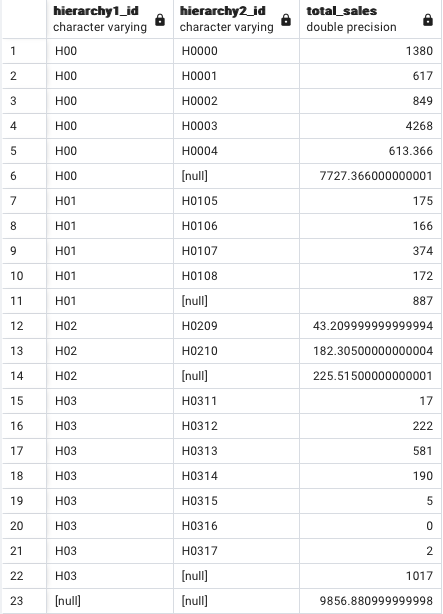 hierarchy1_id hierarchy2_id total_sales
character varying character varying double precision
1 H00 H0000 1380
2 H00 H0001 617
3 H00 H0002 849
4 H00 H0003 4268
5 H00 H0004 613.366
6 H00 [null] 7727.366000000001
7 H01 H0105 175
8 H01 H0106 166
9 H01 H0107 374
10 H01 H0108 172
11 H01 [null] 887
12 H02 H0209 43.209999999999994
13 H02 H0210 182.30500000000004
14 H02 [null] 225.51500000000001
15 H03 H0311 17
16 H03 H0312 222
17 H03 H0313 581
18 H03 H0314 190
19 H03 H0315 5
20 H03 H0316 0
21 H03 H0317 2
22 H03 [null] 1017
23 [null] [null] 9856.880999999998